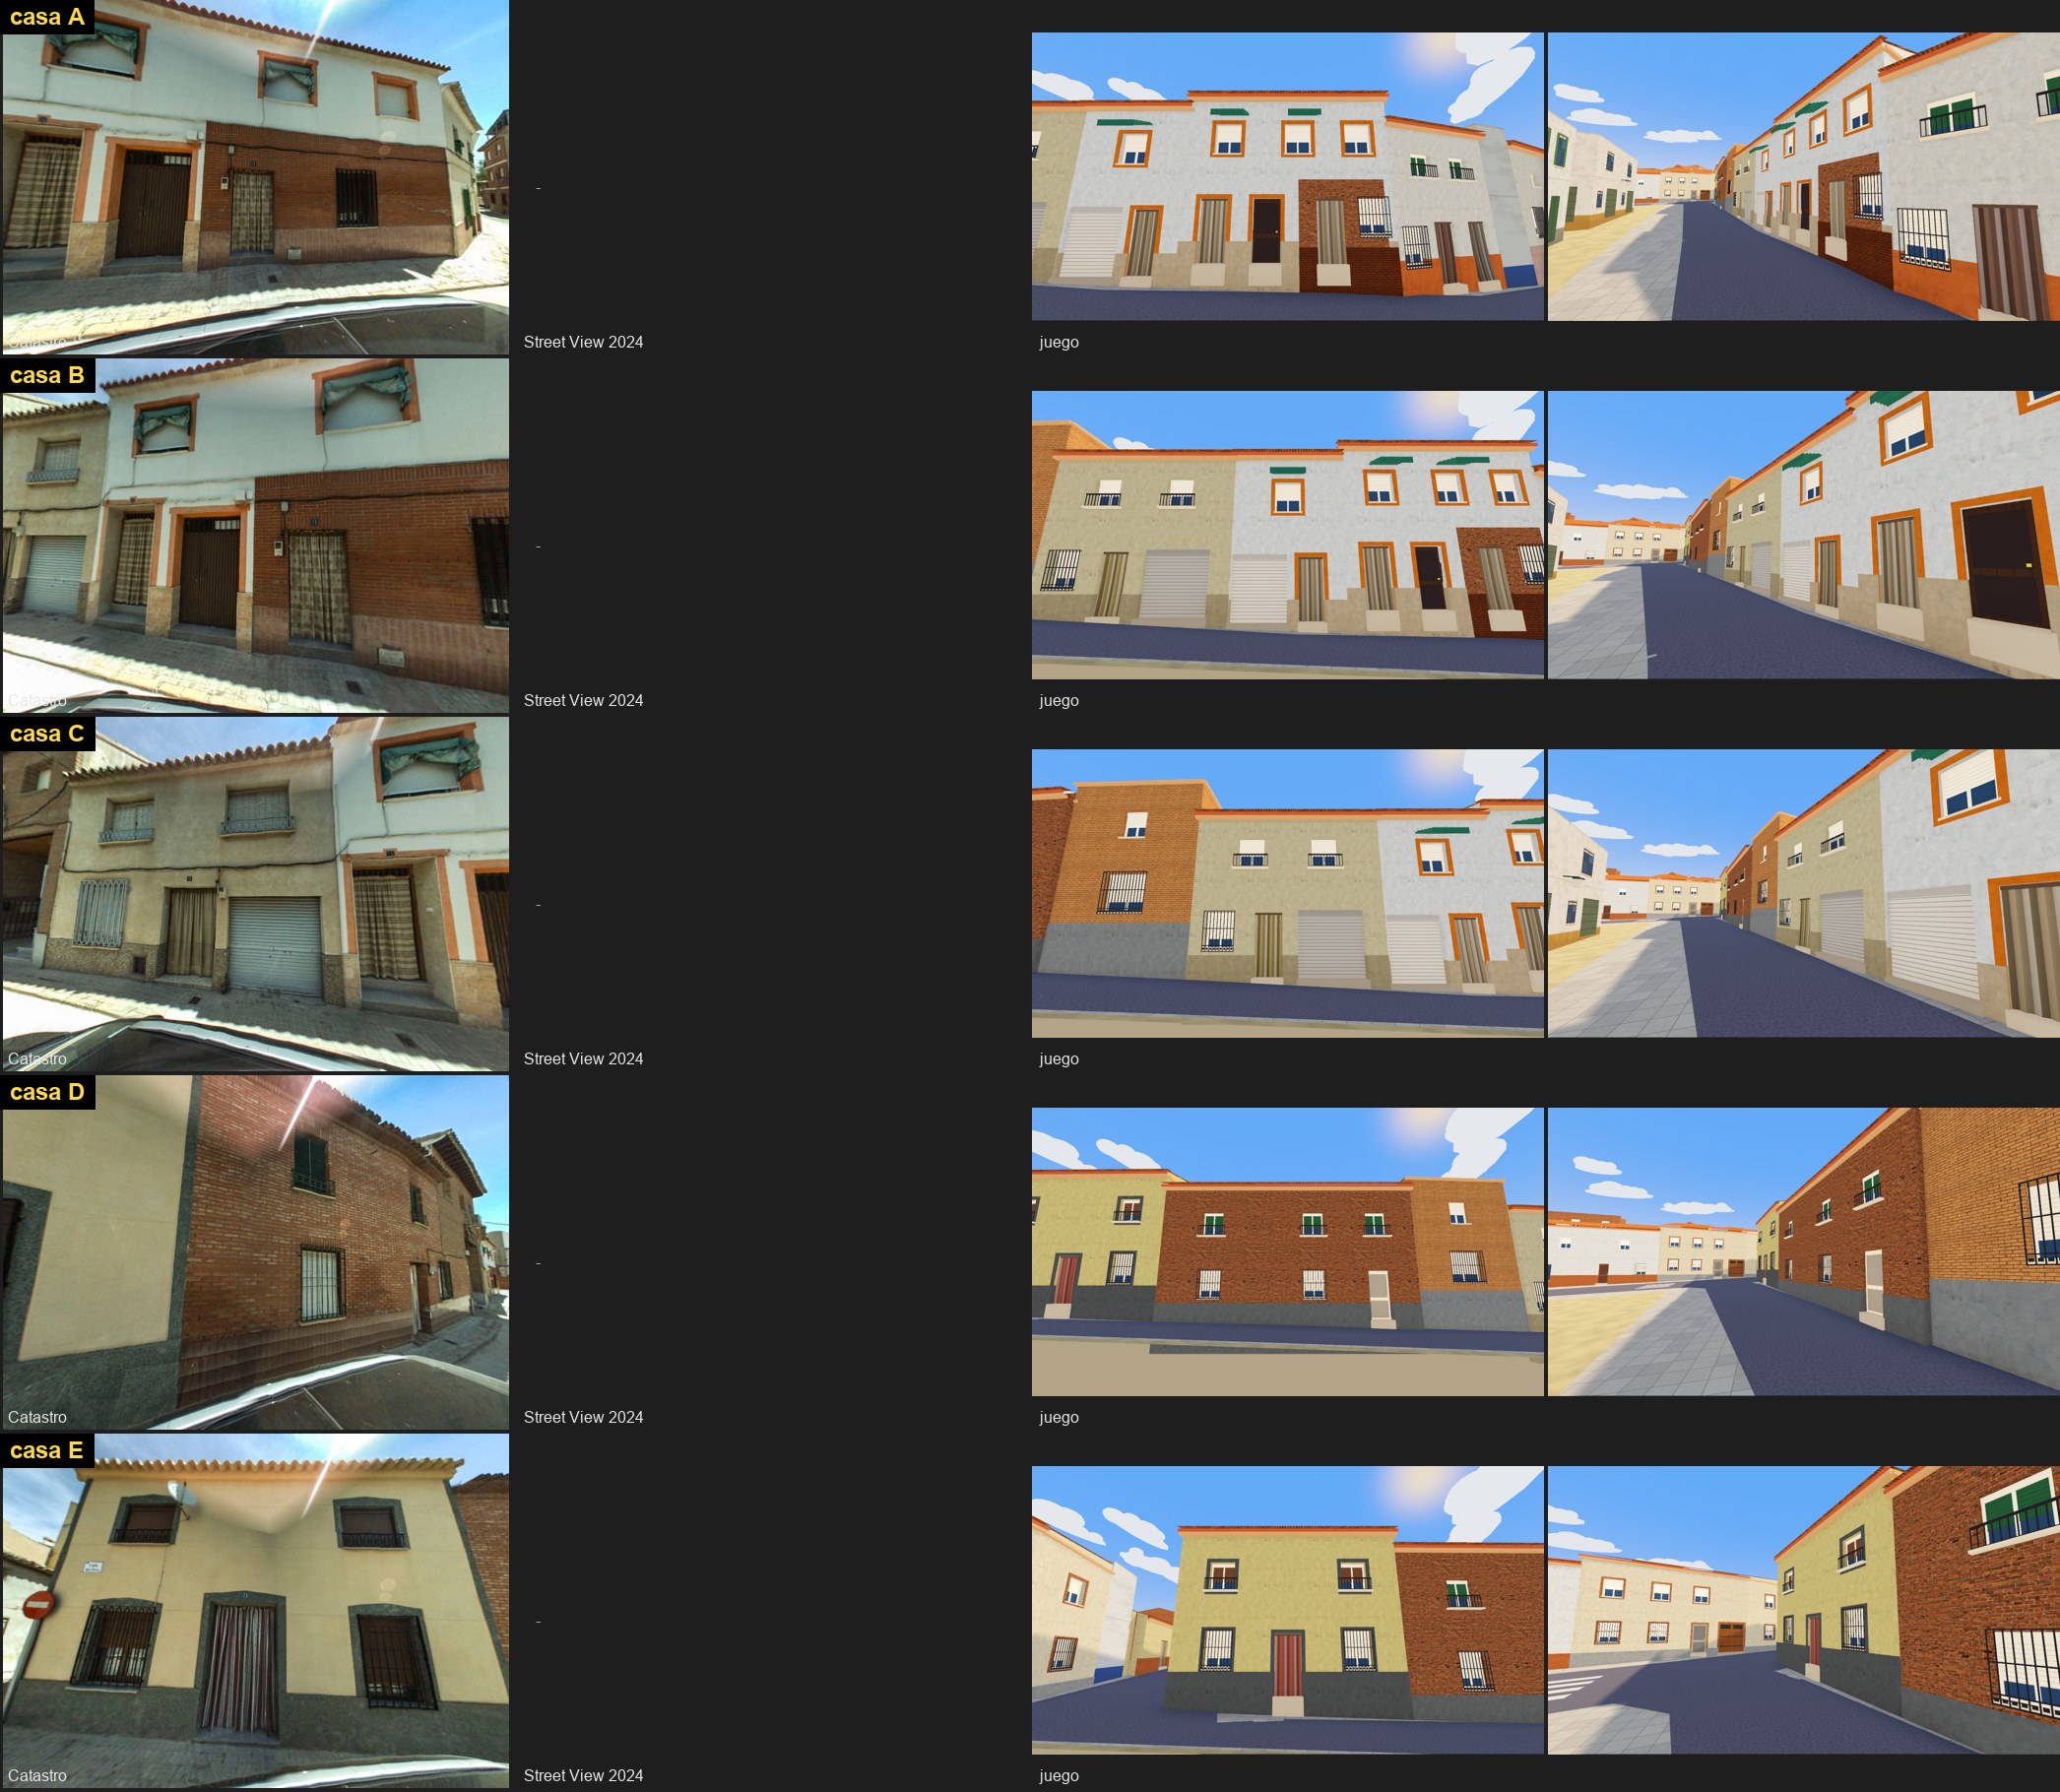 casa A
-
Catastro
Street View 2024
juego
casa B
-
Catastro
Street View 2024
juego
casa C
-
Catastro
Street View 2024
juego
casa D
-
Catastro
Street View 2024
juego
casa E
-
Catastro
Street View 2024
juego